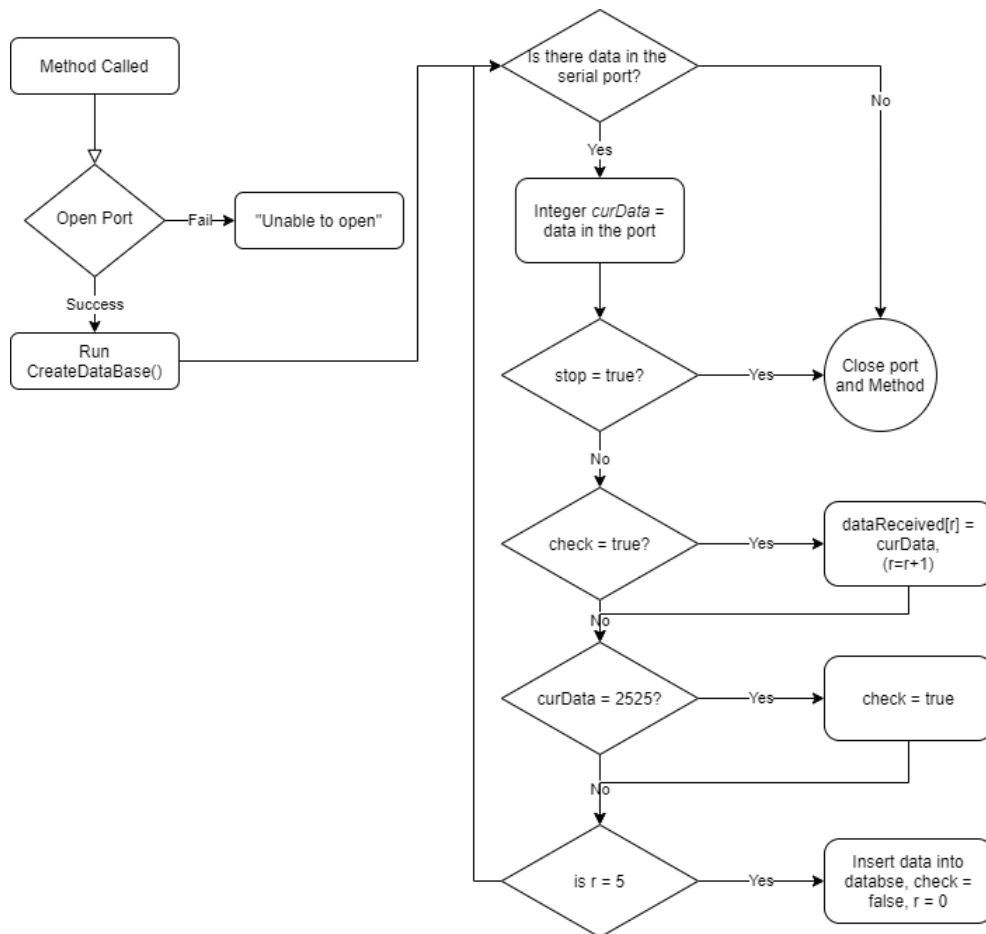 Method Called
Open Port
Fail
"Unable to open"
Success
Run
CreateDataBase()
Is there data in the
serial port?
No
Yes
Integer curData =
data in the port
stop = true?
Yes
Close port
and Method
No
check = true?
Yes
dataReceived[r] =
curData,
(r=r+1)
No
curData = 2525?
Yes
check = true
No
is r = 5
Yes
Insert data into
databse, check =
false, r = 0